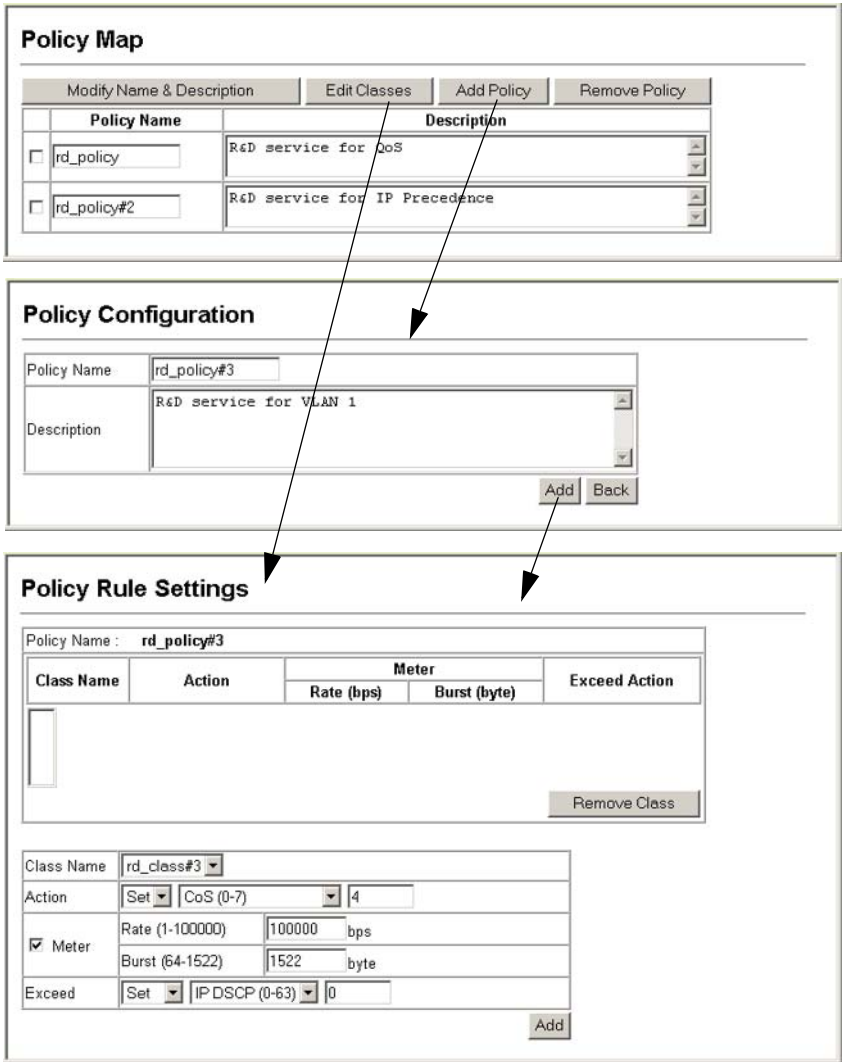 Policy Map
Modify Name & Description Edit Classes Add Policy Remove Policy
Policy Name Description
rd_policy R&D service for QoS
rd_policy#2 R&D service for IP Precedence
Policy Configuration
Policy Name rd_policy#3
Description R&D service for VLAN 1
Add Back
Policy Rule Settings
Policy Name : rd_policy#3
Class Name Action Meter Exceed Action
Rate (bps) Burst (byte)
Remove Class
Class Name rd_class#3
Action Set CoS (0-7) 4
Meter Rate (1-100000) 100000 bps
Burst (64-1522) 1522 byte
Exceed Set IP DSCP (0-63) 0
Add